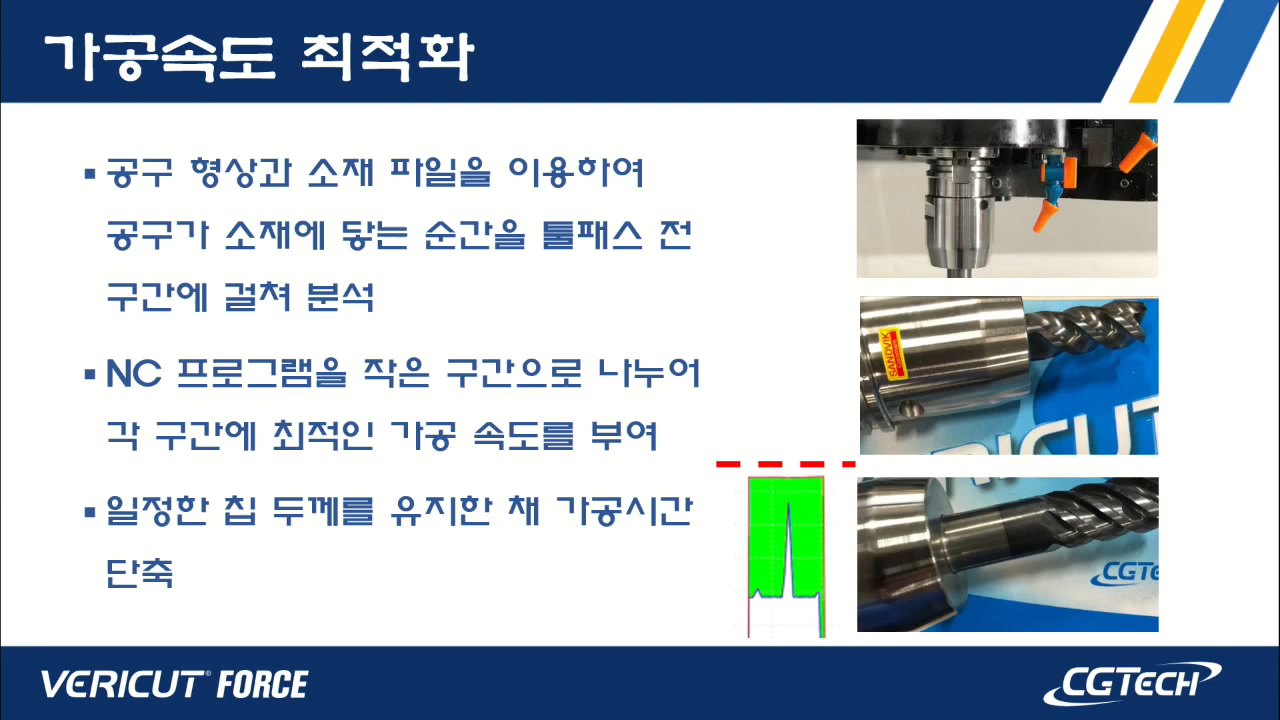 가공속도 최적화
▪ 공구 형상과 소재 파일을 이용하여
공구가 소재에 닿는 순간을 툴패스 전
구간에 걸쳐 분석
▪ NC 프로그램을 작은 구간으로 나누어
각 구간에 최적인 가공 속도를 부여
▪ 일정한 칩 두께를 유지한 채 가공시간
단축
SANDVIK
ERICUT
CGTE
VERICUT® FORCE
CGTECH